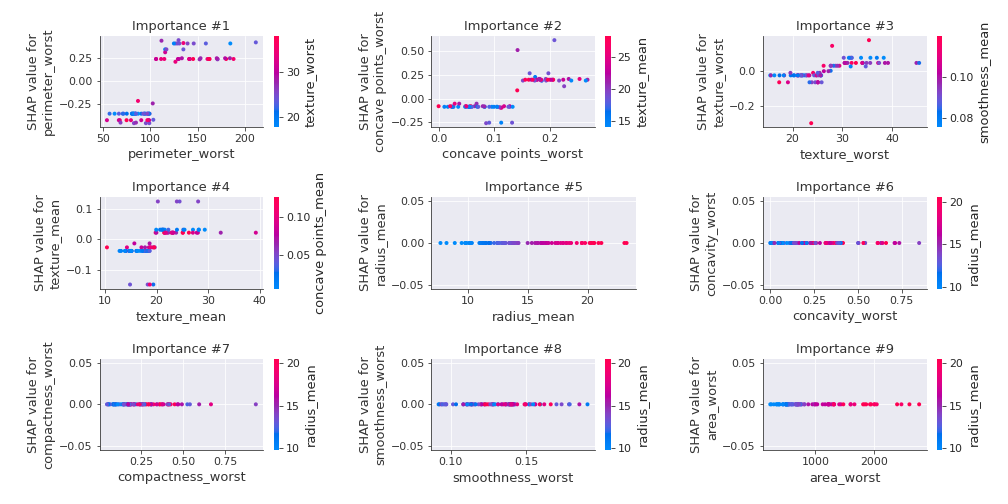 Importance #1
SHAP value for
perimeter_worst
0.25
0.00
−0.25
50
100
150
200
perimeter_worst
30
20
texture_worst
Importance #2
SHAP value for
concave points_worst
0.50
0.25
0.00
−0.25
0.0
0.1
0.2
concave points_worst
25
20
15
texture_mean
Importance #3
SHAP value for
texture_worst
0.0
−0.2
20
30
40
texture_worst
0.10
0.08
smoothness_mean
Importance #4
SHAP value for
texture_mean
0.1
0.0
−0.1
10
20
30
40
texture_mean
0.10
0.05
concave points_mean
Importance #5
SHAP value for
radius_mean
0.05
0.00
−0.05
10
15
20
radius_mean
Importance #6
SHAP value for
concavity_worst
0.05
0.00
−0.05
0.00
0.25
0.50
0.75
concavity_worst
20
15
10
radius_mean
Importance #7
SHAP value for
compactness_worst
0.05
0.00
−0.05
0.25
0.50
0.75
compactness_worst
20
15
10
radius_mean
Importance #8
SHAP value for
smoothness_worst
0.05
0.00
−0.05
0.10
0.15
smoothness_worst
20
15
10
radius_mean
Importance #9
SHAP value for
area_worst
0.05
0.00
−0.05
1000
2000
area_worst
20
15
10
radius_mean